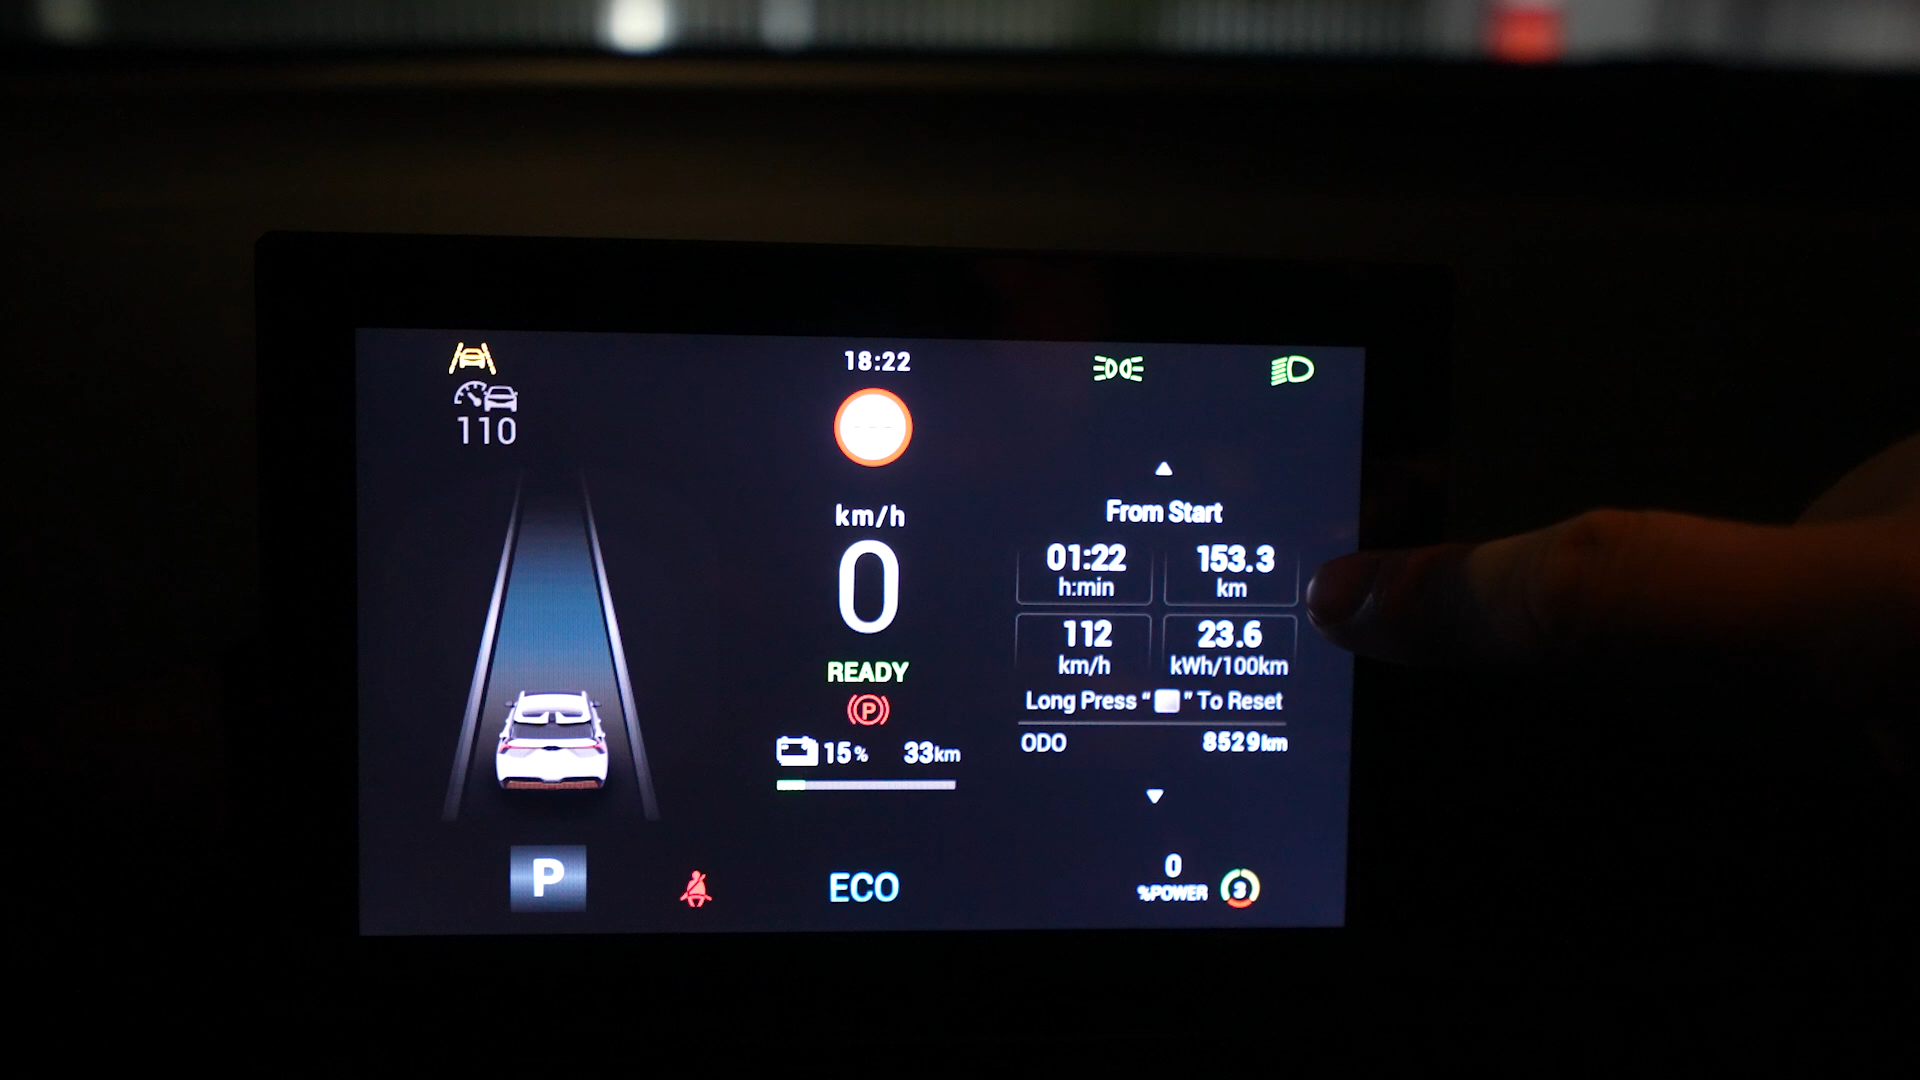 18:22
110
---
km/h
0
READY
P
15% 33km
From Start
01:22 153.3
h:min km
112 23.6
km/h kWh/100km
Long Press “ ” To Reset
ODO 8529km
P
ECO
0
%POWER 3